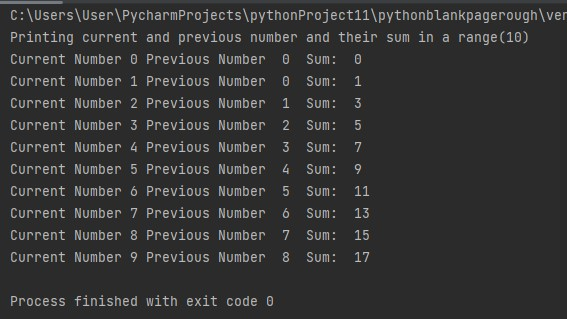 C:\Users\User\PycharmProjects\pythonProject11\pythonblankpagerough\ver
Printing current and previous number and their sum in a range(10)
Current Number 0 Previous Number  0  Sum:  0
Current Number 1 Previous Number  0  Sum:  1
Current Number 2 Previous Number  1  Sum:  3
Current Number 3 Previous Number  2  Sum:  5
Current Number 4 Previous Number  3  Sum:  7
Current Number 5 Previous Number  4  Sum:  9
Current Number 6 Previous Number  5  Sum:  11
Current Number 7 Previous Number  6  Sum:  13
Current Number 8 Previous Number  7  Sum:  15
Current Number 9 Previous Number  8  Sum:  17
Process finished with exit code 0